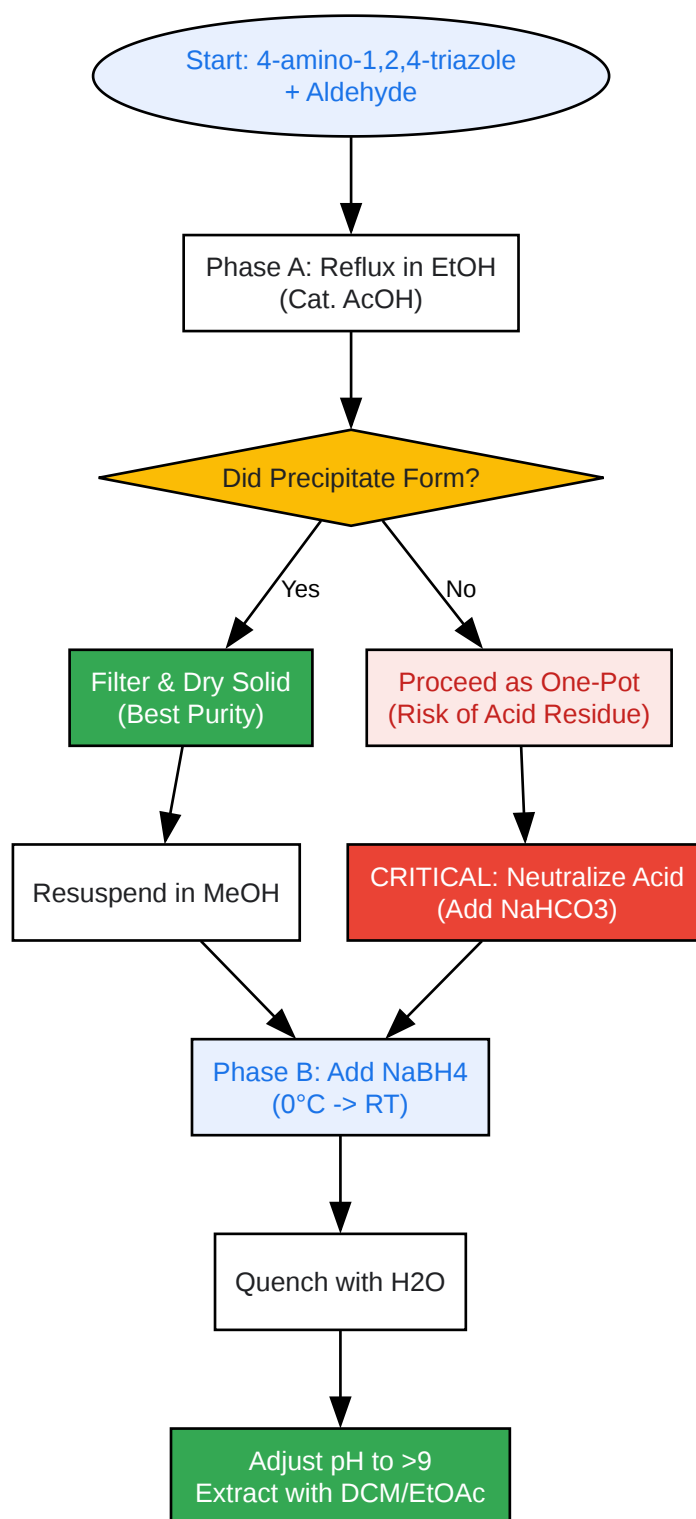 Start: 4-amino-1,2,4-triazole
+ Aldehyde
Phase A: Reflux in EtOH
(Cat. AcOH)
Did Precipitate Form?
Yes
No
Filter & Dry Solid
(Best Purity)
Proceed as One-Pot
(Risk of Acid Residue)
Resuspend in MeOH
CRITICAL: Neutralize Acid
(Add NaHCO3)
Phase B: Add NaBH4
(0°C -> RT)
Quench with H2O
Adjust pH to >9
Extract with DCM/EtOAc